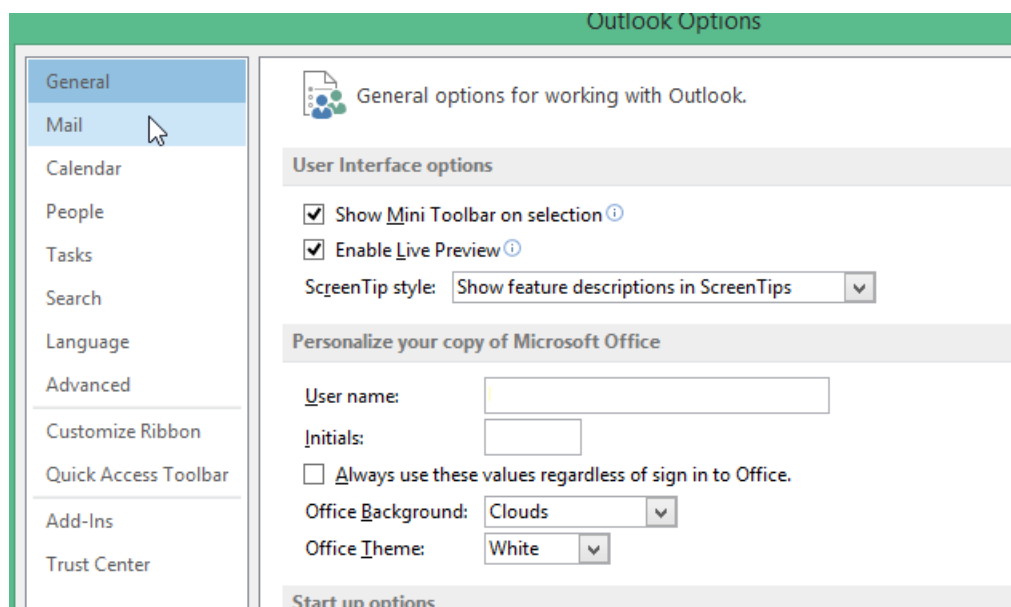 Outlook Options
General
Mail
Calendar
People
Tasks
Search
Language
Advanced
Customize Ribbon
Quick Access Toolbar
Add-Ins
Trust Center
General options for working with Outlook.
User Interface options
Show Mini Toolbar on selection
Enable Live Preview
ScreenTip style: Show feature descriptions in ScreenTips
Personalize your copy of Microsoft Office
User name:
Initials:
Always use these values regardless of sign in to Office.
Office Background: Clouds
Office Theme: White
Start up options